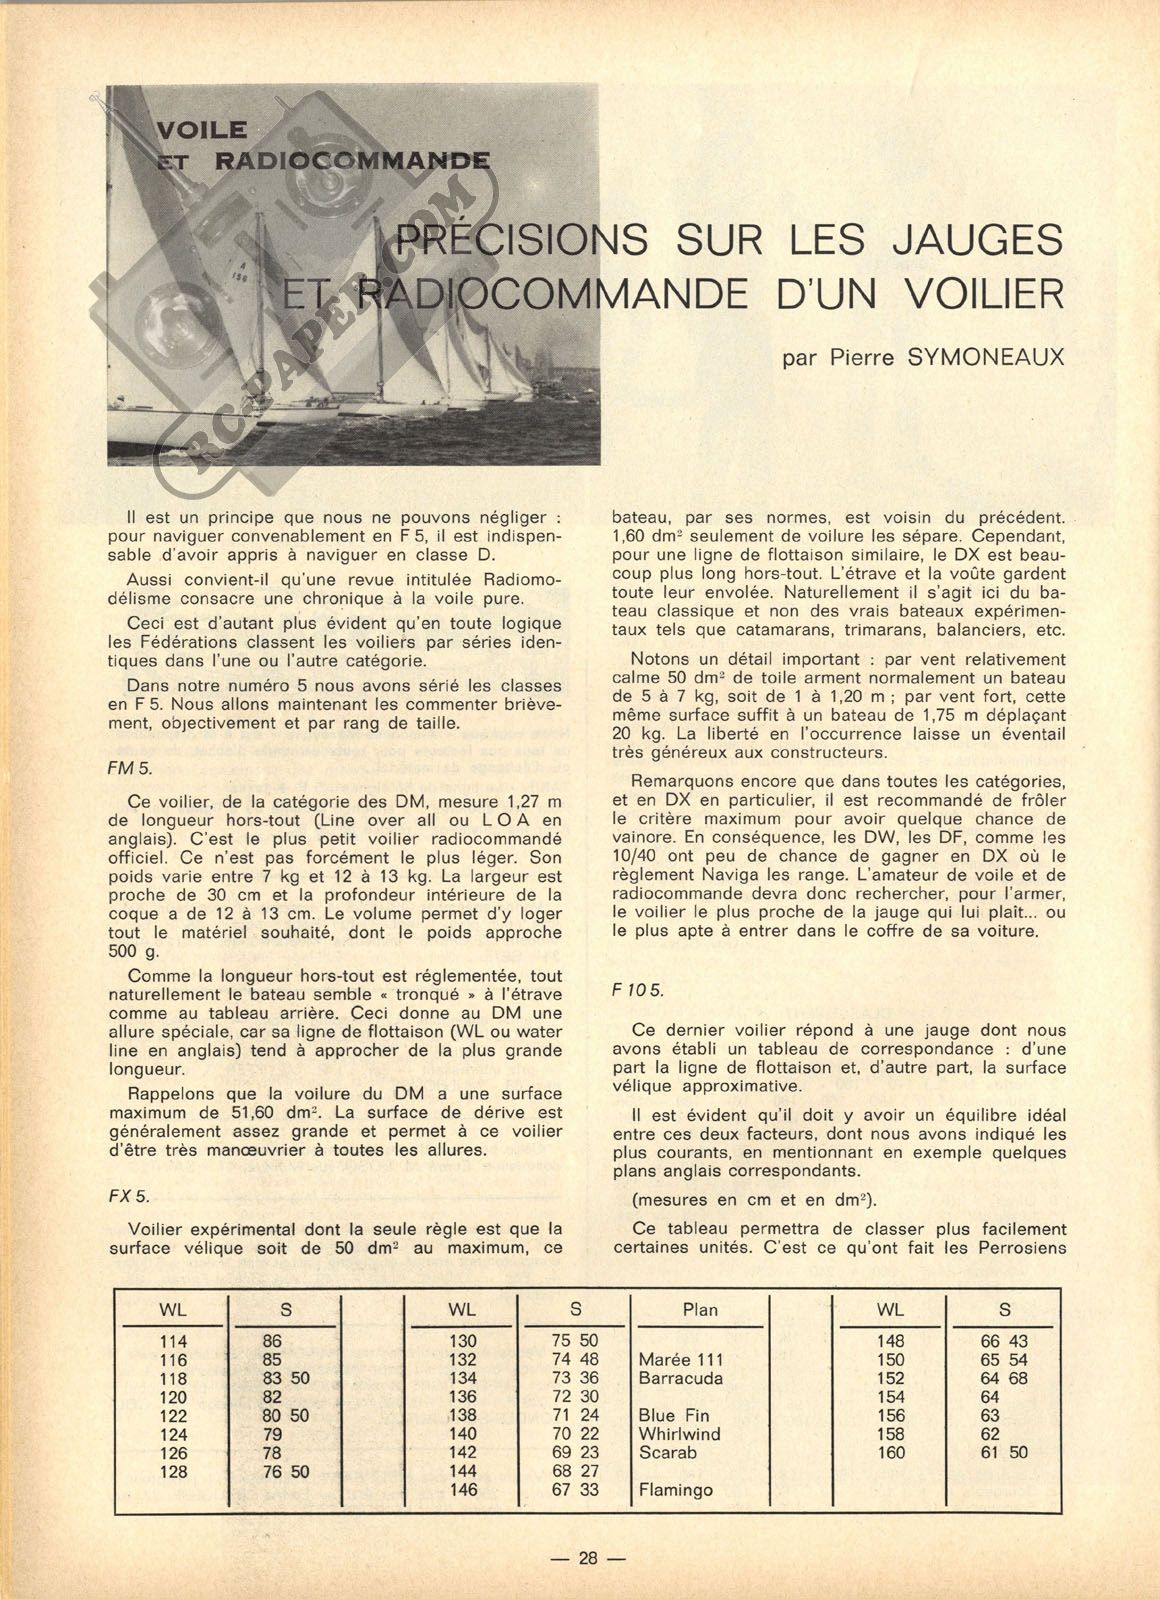 VOILE
ET RADIOCOMMANDE
A
156
RC-PAPER.COM
PRÉCISIONS SUR LES JAUGES
ET RADIOCOMMANDE D'UN VOILIER
par Pierre SYMONEAUX
Il est un principe que nous ne pouvons négliger :
pour naviguer convenablement en F 5, il est indispen-
sable d'avoir appris à naviguer en classe D.
Aussi convient-il qu'une revue intitulée Radiomo-
délisme consacre une chronique à la voile pure.
Ceci est d'autant plus évident qu'en toute logique
les Fédérations classent les voiliers par séries iden-
tiques dans l'une ou l'autre catégorie.
Dans notre numéro 5 nous avons sérié les classes
en F 5. Nous allons maintenant les commenter briève-
ment, objectivement et par rang de taille.
FM 5.
Ce voilier, de la catégorie des DM, mesure 1,27 m
de longueur hors-tout (Line over all ou L O A en
anglais). C'est le plus petit voilier radiocommandé
officiel. Ce n'est pas forcément le plus léger. Son
poids varie entre 7 kg et 12 à 13 kg. La largeur est
proche de 30 cm et la profondeur intérieure de la
coque a de 12 à 13 cm. Le volume permet d'y loger
tout le matériel souhaité, dont le poids approche
500 g.
Comme la longueur hors-tout est réglementée, tout
naturellement le bateau semble « tronqué » à l'étrave
comme au tableau arrière. Ceci donne au DM une
allure spéciale, car sa ligne de flottaison (WL ou water
line en anglais) tend à approcher de la plus grande
longueur.
Rappelons que la voilure du DM a une surface
maximum de 51,60 dm². La surface de dérive est
généralement assez grande et permet à ce voilier
d'être très manœuvrier à toutes les allures.
FX 5.
Voilier expérimental dont la seule règle est que la
surface vélique soit de 50 dm² au maximum, ce
bateau, par ses normes, est voisin du précédent.
1,60 dm² seulement de voilure les sépare. Cependant,
pour une ligne de flottaison similaire, le DX est beau-
coup plus long hors-tout. L'étrave et la voûte gardent
toute leur envolée. Naturellement il s'agit ici du ba-
teau classique et non des vrais bateaux expérimen-
taux tels que catamarans, trimarans, balanciers, etc.
Notons un détail important : par vent relativement
calme 50 dm² de toile arment normalement un bateau
de 5 à 7 kg, soit de 1 à 1,20 m ; par vent fort, cette
même surface suffit à un bateau de 1,75 m déplaçant
20 kg. La liberté en l'occurrence laisse un éventail
très généreux aux constructeurs.
Remarquons encore que dans toutes les catégories,
et en DX en particulier, il est recommandé de frôler
le critère maximum pour avoir quelque chance de
vaincre. En conséquence, les DW, les DF, comme les
10/40 ont peu de chance de gagner en DX où le
règlement Naviga les range. L'amateur de voile et de
radiocommande devra donc rechercher, pour l'armer,
le voilier le plus proche de la jauge qui lui plaît... ou
le plus apte à entrer dans le coffre de sa voiture.
F 10 5.
Ce dernier voilier répond à une jauge dont nous
avons établi un tableau de correspondance : d'une
part la ligne de flottaison et, d'autre part, la surface
vélique approximative.
Il est évident qu'il doit y avoir un équilibre idéal
entre ces deux facteurs, dont nous avons indiqué les
plus courants, en mentionnant en exemple quelques
plans anglais correspondants.
(mesures en cm et en dm²).
Ce tableau permettra de classer plus facilement
certaines unités. C'est ce qu'ont fait les Perrosiens
WL S WL S Plan WL S
114 86 130 75 50 148 66 43
116 85 132 74 48 Marée 111 150 65 54
118 83 50 134 73 36 Barracuda 152 64 68
120 82 136 72 30 154 64
122 80 50 138 71 24 Blue Fin 156 63
124 79 140 70 22 Whirlwind 158 62
126 78 142 69 23 Scarab 160 61 50
128 76 50 144 68 27
146 67 33 Flamingo
— 28 —